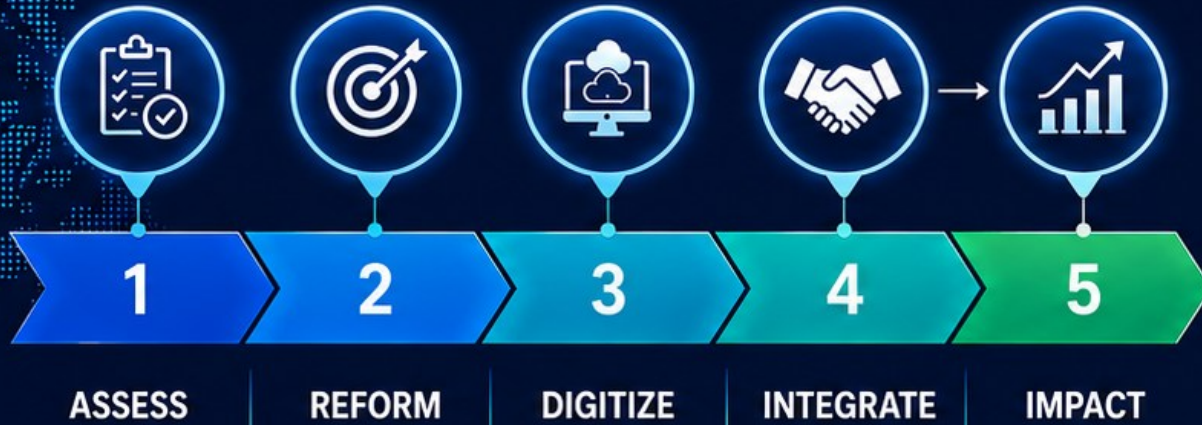 1 2 3 4 5
ASSESS REFORM DIGITIZE INTEGRATE IMPACT